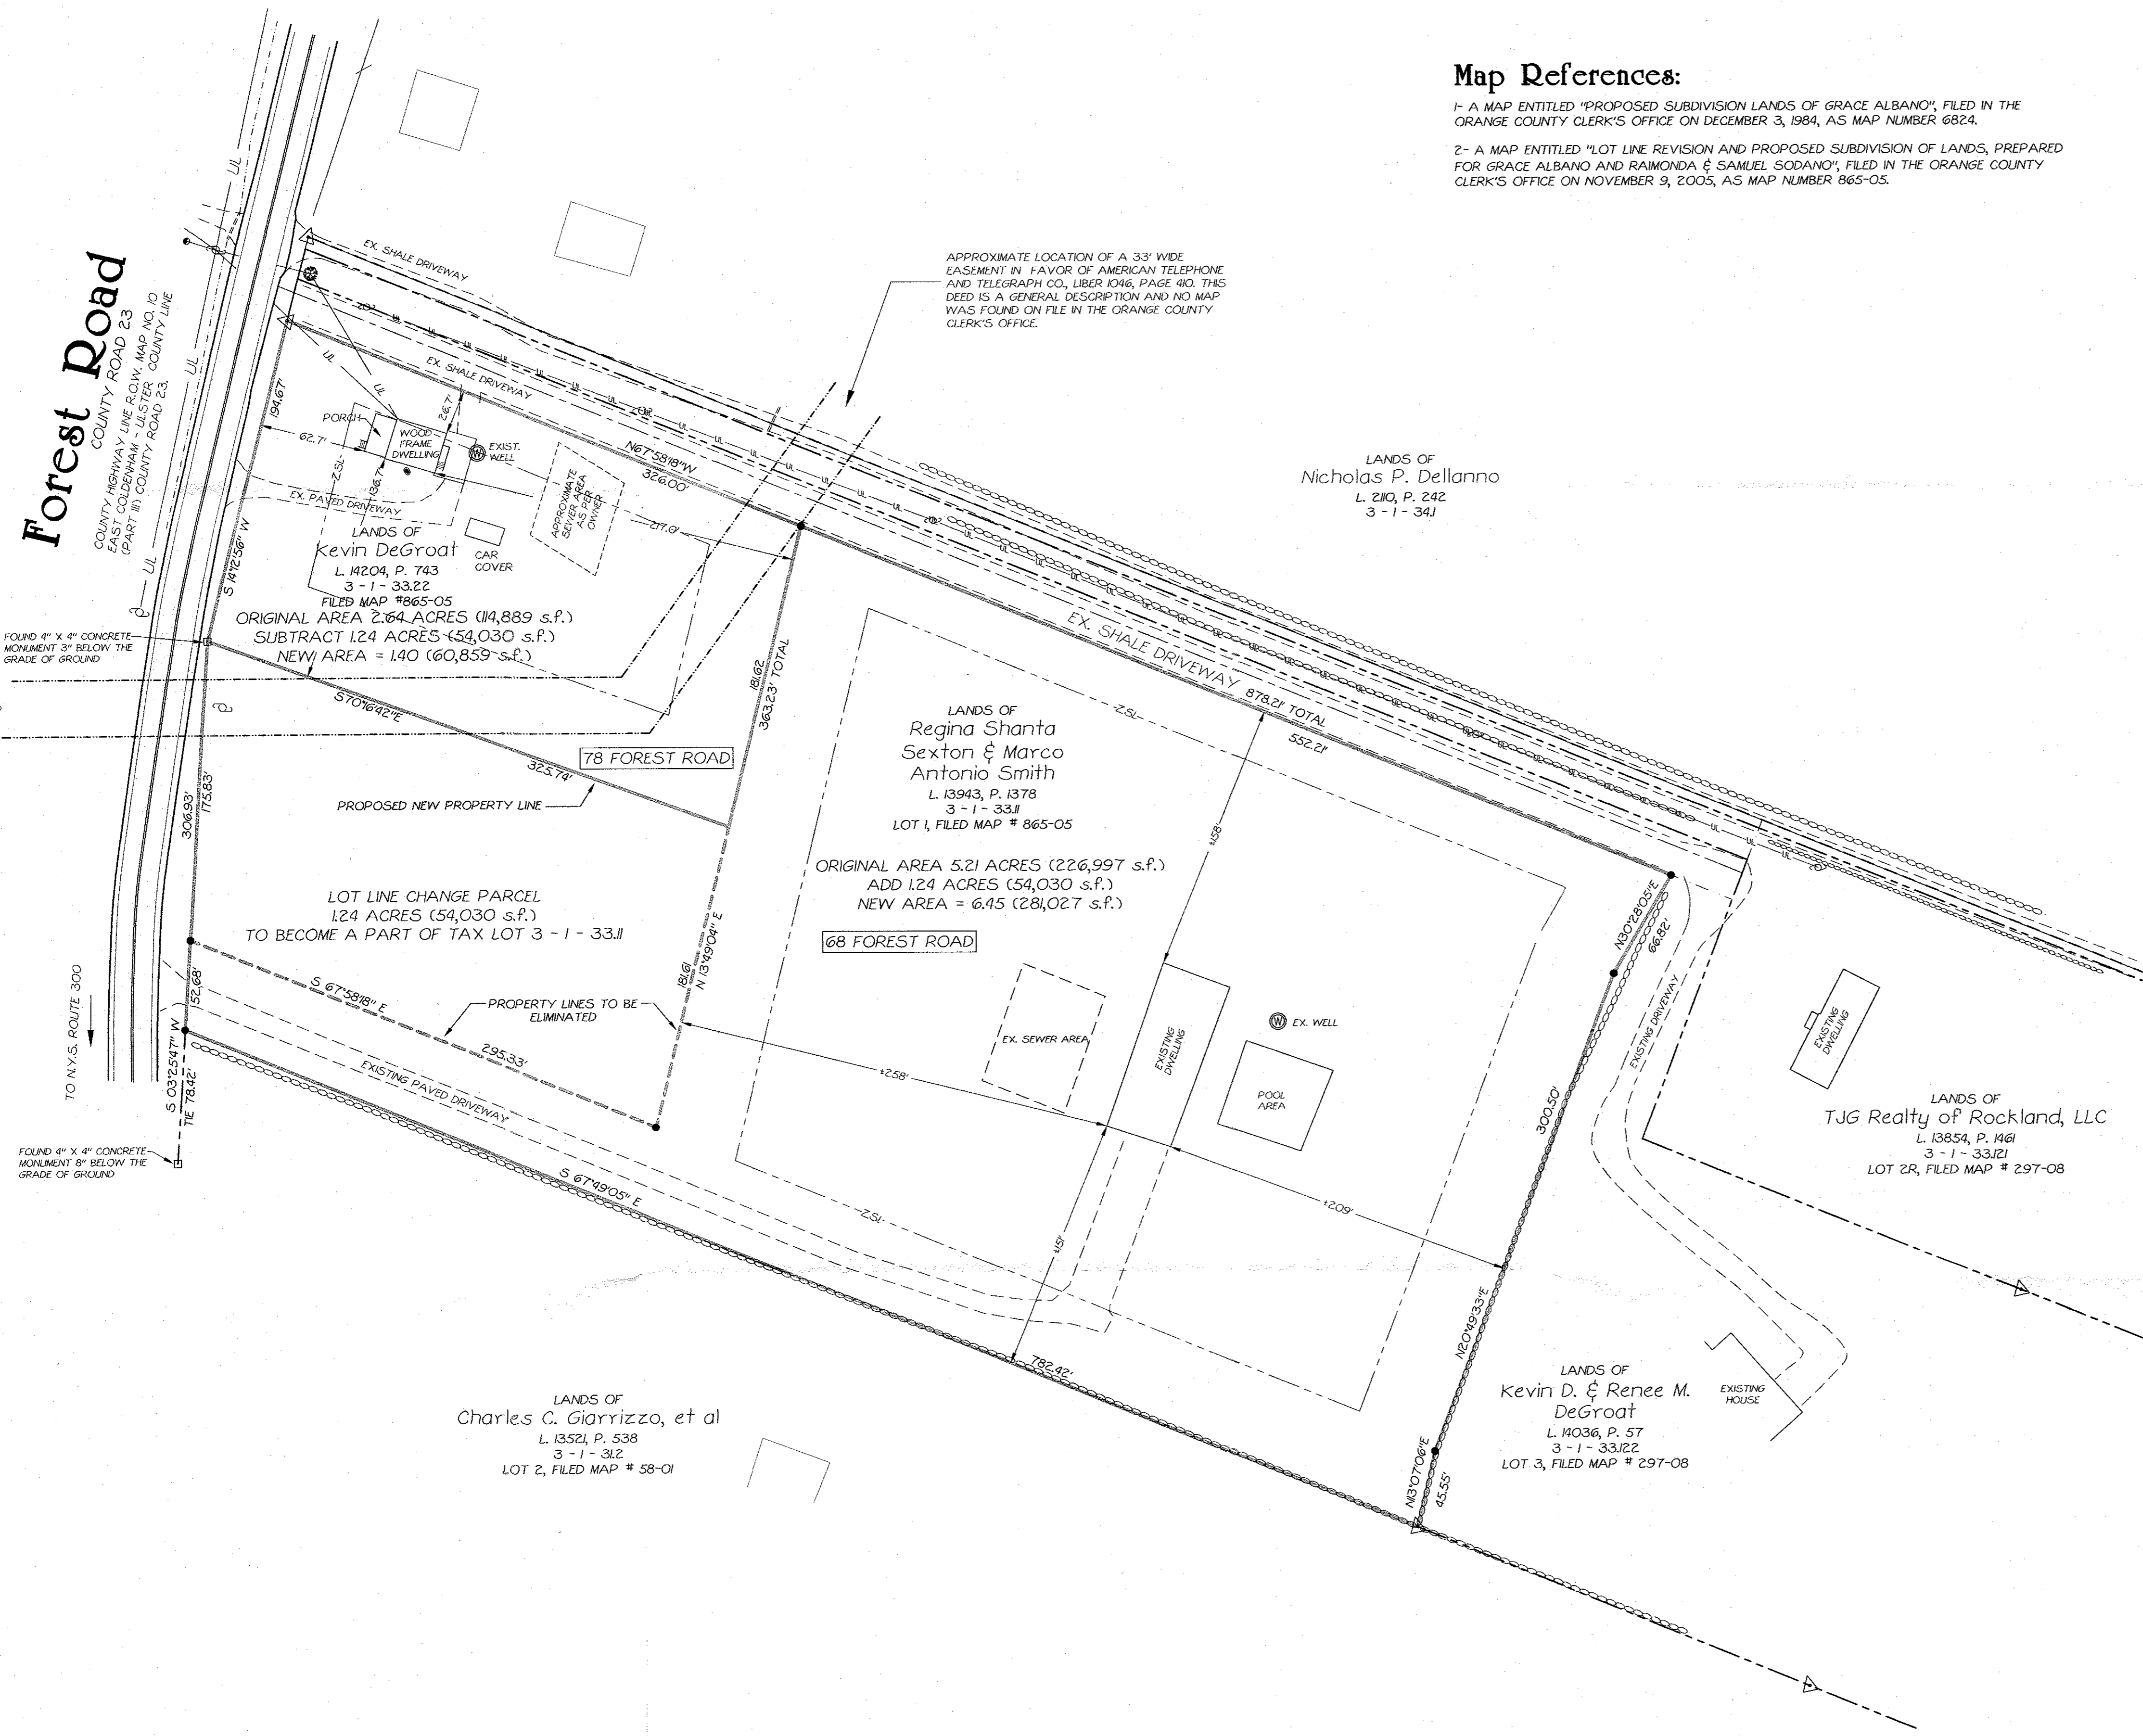 Map References:
1- A MAP ENTITLED "PROPOSED SUBDIVISION LANDS OF GRACE ALBANO", FILED IN THE
ORANGE COUNTY CLERK'S OFFICE ON DECEMBER 3, 1984, AS MAP NUMBER 6824.
2- A MAP ENTITLED "LOT LINE REVISION AND PROPOSED SUBDIVISION OF LANDS, PREPARED
FOR GRACE ALBANO AND RAIMONDA & SAMUEL SODANO", FILED IN THE ORANGE COUNTY
CLERK'S OFFICE ON NOVEMBER 9, 2005, AS MAP NUMBER 865-05.
Forest Road
COUNTY ROAD 23
COUNTY HIGHWAY LINE R.O.W. MAP NO. 10
EAST COLDENHAM - ULSTER COUNTY LINE
(PART III) COUNTY ROAD 23.
UL
UL
UL
UL
EX. SHALE DRIVEWAY
APPROXIMATE LOCATION OF A 33' WIDE
EASEMENT IN FAVOR OF AMERICAN TELEPHONE
AND TELEGRAPH CO., LIBER 1046, PAGE 410. THIS
DEED IS A GENERAL DESCRIPTION AND NO MAP
WAS FOUND ON FILE IN THE ORANGE COUNTY
CLERK'S OFFICE.
EX. SHALE DRIVEWAY
UL
UL
194.67'
PORCH
62.7'
26.7'
WOOD
FRAME
DWELLING
W
EXIST.
WELL
ZSL
136.7'
EX. PAVED DRIVEWAY
N67°58'18"W
326.00'
217.6'
APPROXIMATE
SEWER AREA
AS PER
OWNER
CAR
COVER
S 14°12'56" W
LANDS OF
Kevin DeGroat
L. 14204, P. 743
3 - 1 - 33.22
FILED MAP #865-05
ORIGINAL AREA 2.64 ACRES (114,889 s.f.)
SUBTRACT 1.24 ACRES (54,030 s.f.)
NEW AREA = 1.40 (60,859 s.f.)
FOUND 4" X 4" CONCRETE
MONUMENT 3" BELOW THE
GRADE OF GROUND
LANDS OF
Nicholas P. Dellanno
L. 2110, P. 242
3 - 1 - 34.1
S70°16'42"E
325.74'
181.62
363.23' TOTAL
78 FOREST ROAD
PROPOSED NEW PROPERTY LINE
306.93'
175.83'
EX. SHALE DRIVEWAY
878.21' TOTAL
552.21'
LANDS OF
Regina Shanta
Sexton & Marco
Antonio Smith
L. 13943, P. 1378
3 - 1 - 33.11
LOT 1, FILED MAP # 865-05
ZSL
±158'
ORIGINAL AREA 5.21 ACRES (226,997 s.f.)
ADD 1.24 ACRES (54,030 s.f.)
NEW AREA = 6.45 (281,027 s.f.)
68 FOREST ROAD
LOT LINE CHANGE PARCEL
1.24 ACRES (54,030 s.f.)
TO BECOME A PART OF TAX LOT 3 - 1 - 33.11
N 13°49'04" E
181.61
152.68'
S 67°58'18" E
295.33'
PROPERTY LINES TO BE
ELIMINATED
TO N.Y.S. ROUTE 300
S 03°25'47" W
TIE 78.42'
FOUND 4" X 4" CONCRETE
MONUMENT 8" BELOW THE
GRADE OF GROUND
EXISTING PAVED DRIVEWAY
S 67°49'05" E
±258'
EX. SEWER AREA
EXISTING
DWELLING
W
EX. WELL
POOL
AREA
±209'
±151'
ZSL
782.42'
N30°28'05"E
66.82'
EXISTING DRIVEWAY
300.50'
N20°49'33"E
N13°07'06"E
45.55'
EXISTING
DWELLING
LANDS OF
TJG Realty of Rockland, LLC
L. 13854, P. 1461
3 - 1 - 33.121
LOT 2R, FILED MAP # 297-08
LANDS OF
Kevin D. & Renee M.
DeGroat
L. 14036, P. 57
3 - 1 - 33.122
LOT 3, FILED MAP # 297-08
EXISTING
HOUSE
LANDS OF
Charles C. Giarrizzo, et al
L. 13521, P. 538
3 - 1 - 31.2
LOT 2, FILED MAP # 58-01